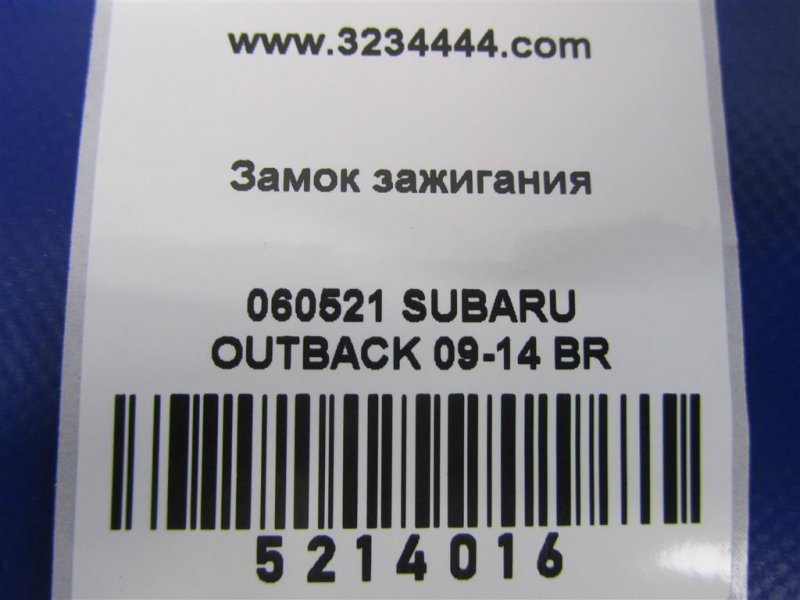 www.3234444.com
Замок зажигания
060521 SUBARU
OUTBACK 09-14 BR
5214016